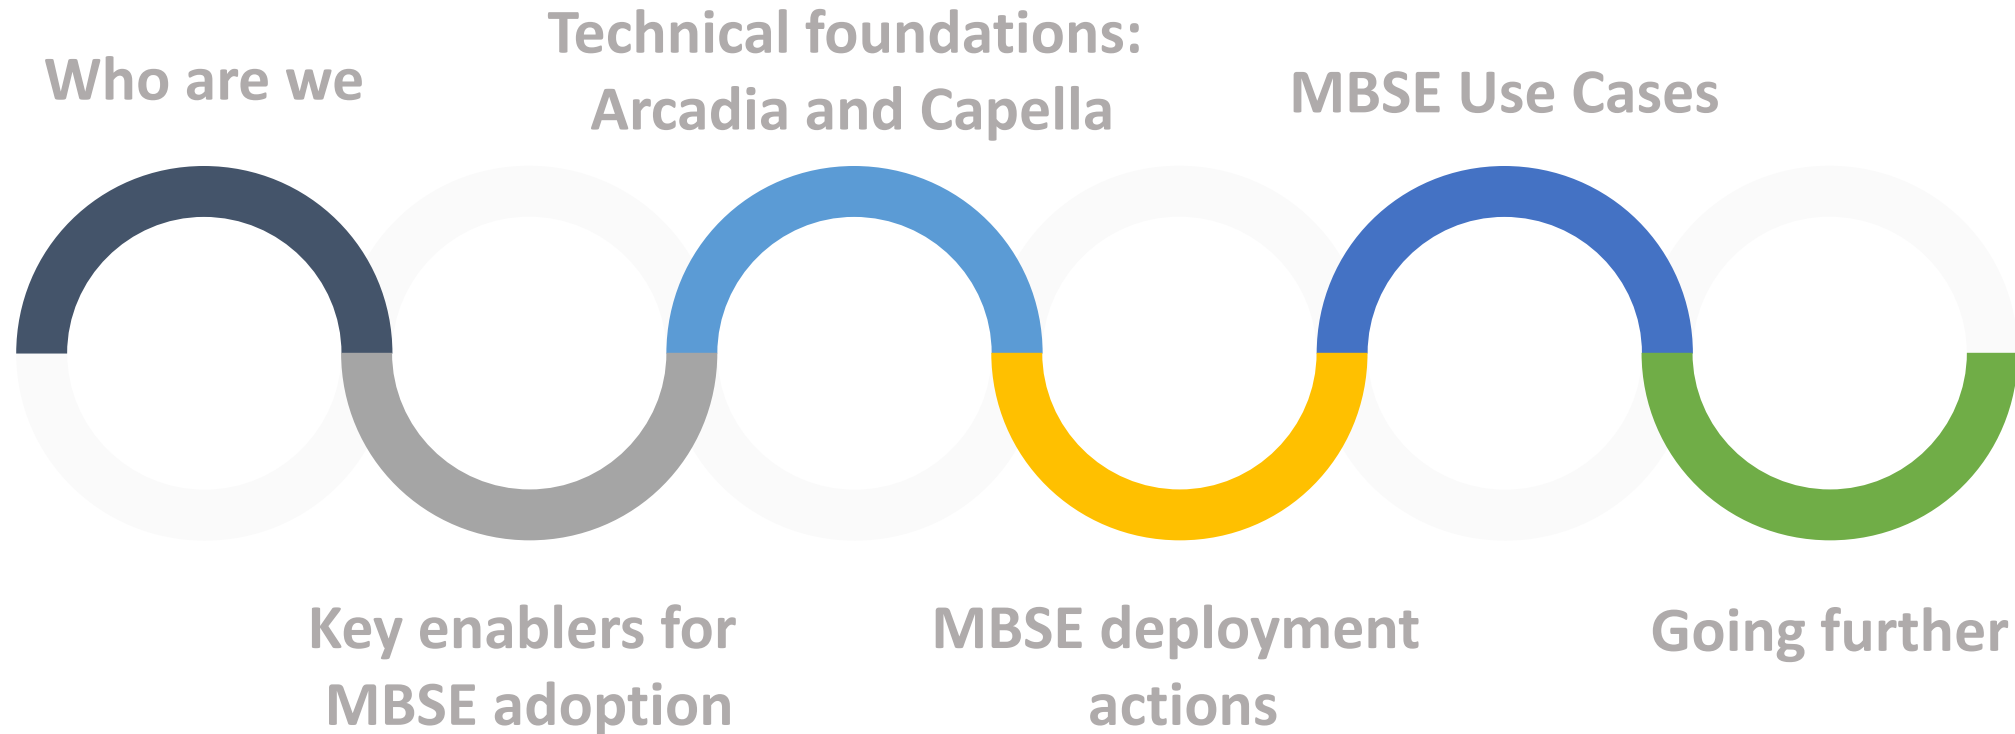 Who are we
Technical foundations:
Arcadia and Capella
MBSE Use Cases
Key enablers for
MBSE adoption
MBSE deployment
actions
Going further